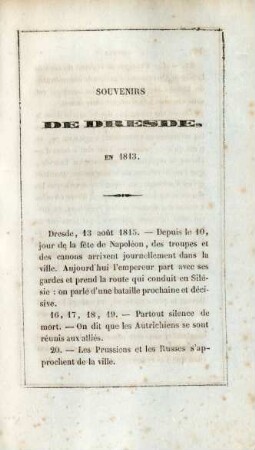 SOUVENIRS
DE DRESDE,
EN 1813.
Dresde, 13 août 1815. — Depuis le 10,
jour de la fête de Napoléon, des troupes et
des canons arrivent journellement dans la
ville. Aujourd'hui l'empereur part avec ses
gardes et prend la route qui conduit en Silé-
sie : on parle d'une bataille prochaine et déci-
sive.
16, 17, 18, 19. — Partout silence de
mort. — On dit que les Autrichiens se sont
réunis aux alliés.
20. — Les Prussiens et les Russes s'ap-
prochent de la ville.